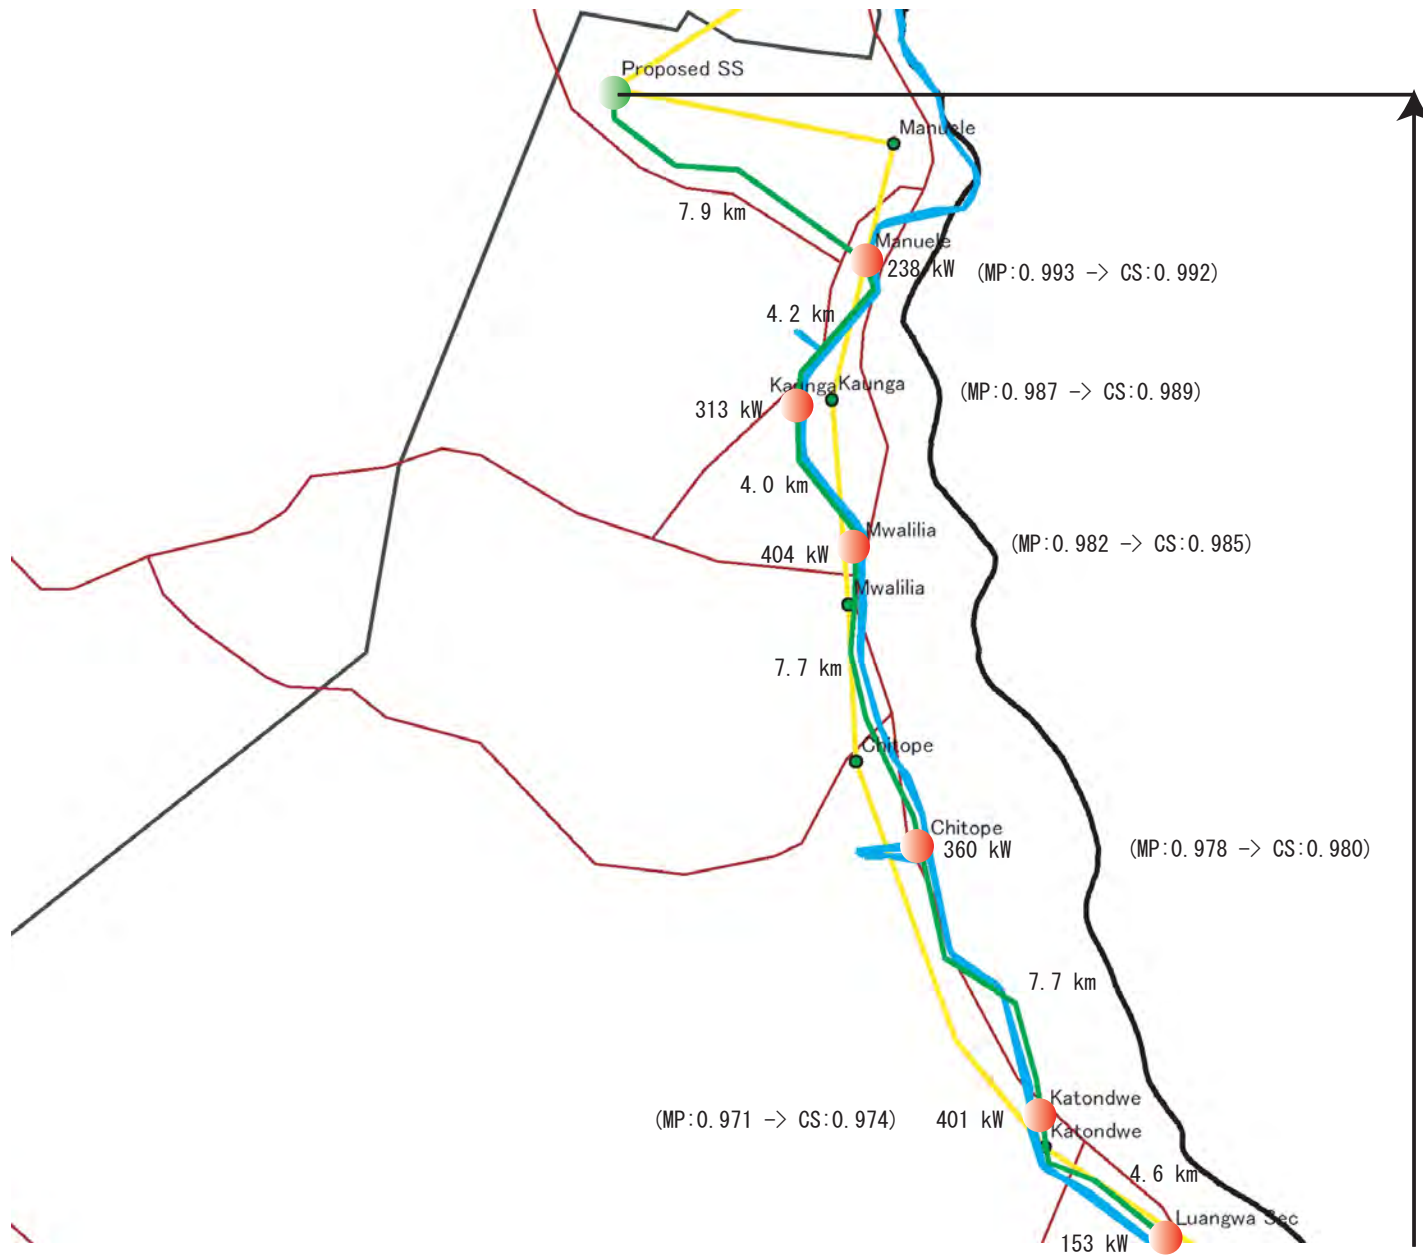 Proposed SS
Manuele
7.9 km
Manuele
238 kW
(MP:0.993 -> CS:0.992)
4.2 km
Kaunga
Kaunga
313 kW
(MP:0.987 -> CS:0.989)
4.0 km
Mwalilia
404 kW
(MP:0.982 -> CS:0.985)
Mwalilia
7.7 km
Chitope
Chitope
360 kW
(MP:0.978 -> CS:0.980)
7.7 km
Katondwe
(MP:0.971 -> CS:0.974)
401 kW
Katondwe
4.6 km
Luangwa Sec
153 kW